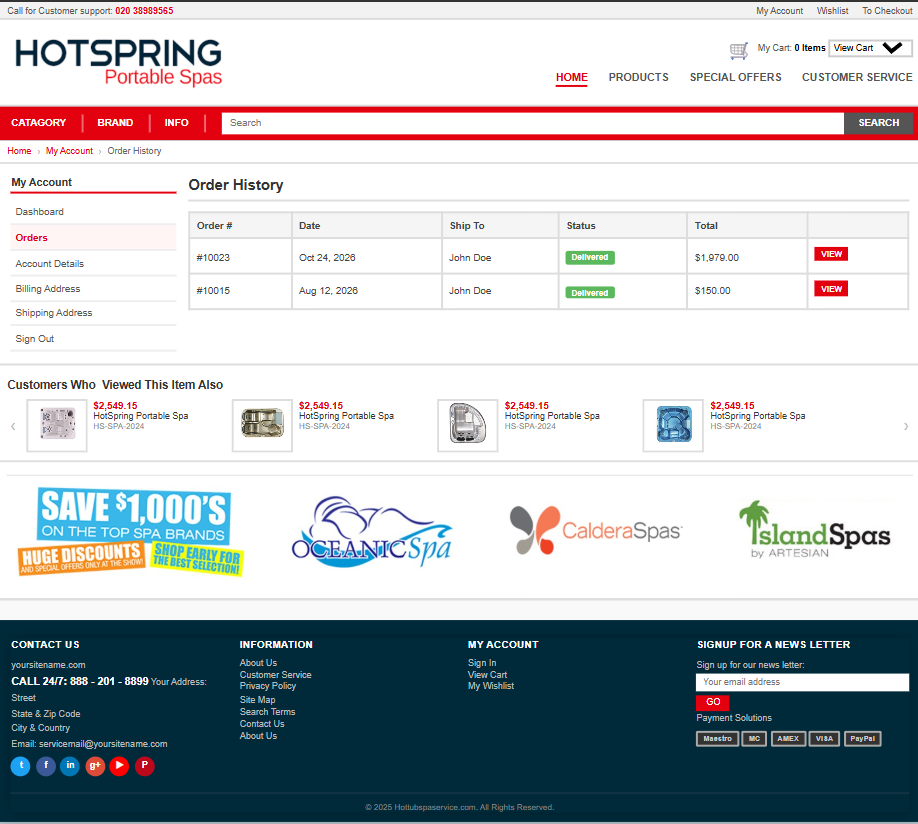 Call for Customer support: 020 38989565
My Account Wishlist To Checkout
HOTSPRING
Portable Spas
My Cart: 0 Items View Cart
HOME PRODUCTS SPECIAL OFFERS CUSTOMER SERVICE
CATAGORY BRAND INFO Search SEARCH
Home › My Account › Order History
My Account
Dashboard
Orders
Account Details
Billing Address
Shipping Address
Sign Out
Order History
Order # Date Ship To Status Total
#10023 Oct 24, 2026 John Doe Delivered $1,979.00 VIEW
#10015 Aug 12, 2026 John Doe Delivered $150.00 VIEW
Customers Who Viewed This Item Also
‹
$2,549.15
HotSpring Portable Spa
HS-SPA-2024
$2,549.15
HotSpring Portable Spa
HS-SPA-2024
$2,549.15
HotSpring Portable Spa
HS-SPA-2024
$2,549.15
HotSpring Portable Spa
HS-SPA-2024
›
SAVE $1,000'S
ON THE TOP SPA BRANDS
HUGE DISCOUNTS
AND SPECIAL OFFERS ONLY AT THE SHOW!
SHOP EARLY FOR
THE BEST SELECTION!
OCEANIC Spa
CalderaSpas
IslandSpas
by ARTESIAN
CONTACT US
yoursitename.com
CALL 24/7: 888 - 201 - 8899 Your Address:
Street
State & Zip Code
City & Country
Email: servicemail@yoursitename.com
t f in g+ P
INFORMATION
About Us
Customer Service
Privacy Policy
Site Map
Search Terms
Contact Us
About Us
MY ACCOUNT
Sign In
View Cart
My Wishlist
SIGNUP FOR A NEWS LETTER
Sign up for our news letter:
Your email address
GO
Payment Solutions
Maestro MC AMEX VISA PayPal
© 2025 Hottubspaservice.com. All Rights Reserved.